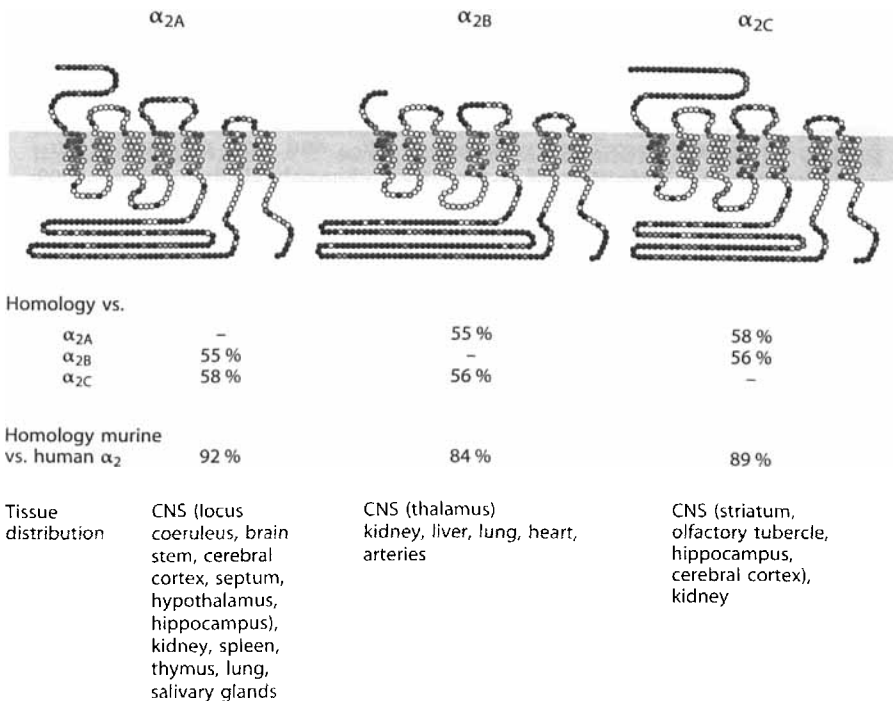 α2A α2B α2C
Homology vs.
α2A – 55 % 58 %
α2B 55 % – 56 %
α2C 58 % 56 % –
Homology murine
vs. human α2 92 % 84 % 89 %
Tissue
distribution
CNS (locus
coeruleus, brain
stem, cerebral
cortex, septum,
hypothalamus,
hippocampus),
kidney, spleen,
thymus, lung,
salivary glands
CNS (thalamus)
kidney, liver, lung, heart,
arteries
CNS (striatum,
olfactory tubercle,
hippocampus,
cerebral cortex),
kidney